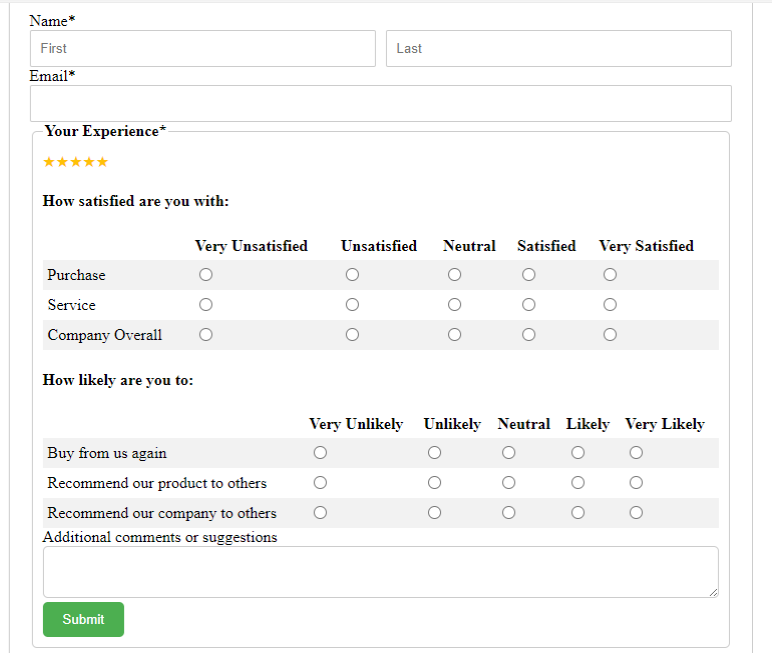 Name*
First Last
Email*
Your Experience*
How satisfied are you with:
Very Unsatisfied Unsatisfied Neutral Satisfied Very Satisfied
Purchase
Service
Company Overall
How likely are you to:
Very Unlikely Unlikely Neutral Likely Very Likely
Buy from us again
Recommend our product to others
Recommend our company to others
Additional comments or suggestions
Submit